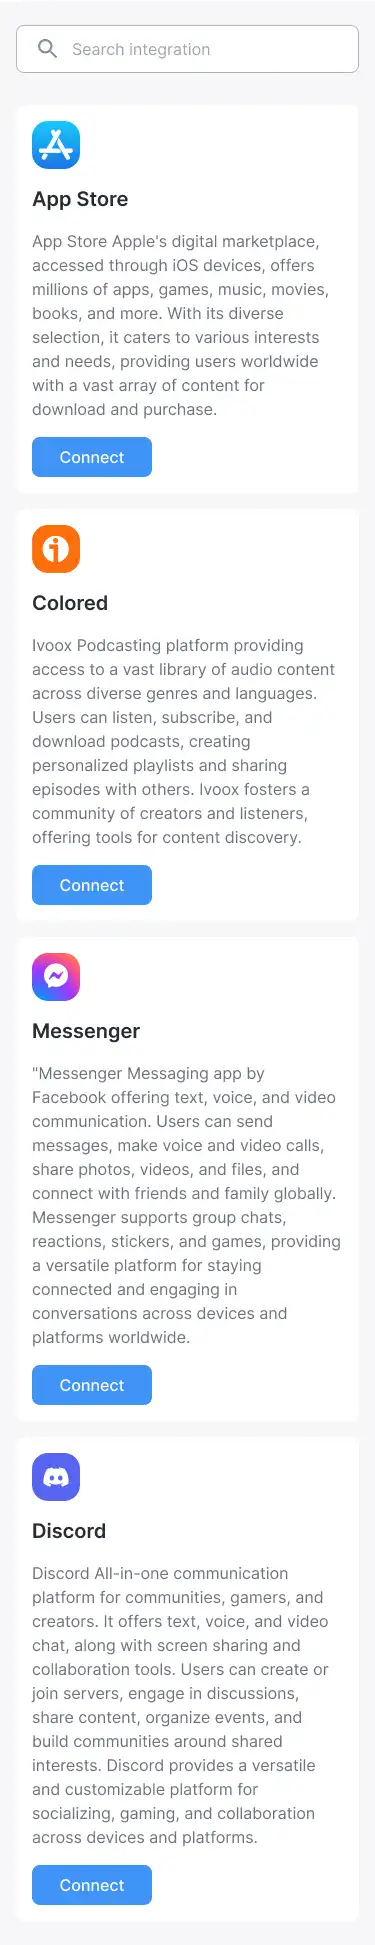 Search integration
App Store
App Store Apple's digital marketplace,
accessed through iOS devices, offers
millions of apps, games, music, movies,
books, and more. With its diverse
selection, it caters to various interests
and needs, providing users worldwide
with a vast array of content for
download and purchase.
Connect
Colored
Ivoox Podcasting platform providing
access to a vast library of audio content
across diverse genres and languages.
Users can listen, subscribe, and
download podcasts, creating
personalized playlists and sharing
episodes with others. Ivoox fosters a
community of creators and listeners,
offering tools for content discovery.
Connect
Messenger
"Messenger Messaging app by
Facebook offering text, voice, and video
communication. Users can send
messages, make voice and video calls,
share photos, videos, and files, and
connect with friends and family globally.
Messenger supports group chats,
reactions, stickers, and games, providing
a versatile platform for staying
connected and engaging in
conversations across devices and
platforms worldwide.
Connect
Discord
Discord All-in-one communication
platform for communities, gamers, and
creators. It offers text, voice, and video
chat, along with screen sharing and
collaboration tools. Users can create or
join servers, engage in discussions,
share content, organize events, and
build communities around shared
interests. Discord provides a versatile
and customizable platform for
socializing, gaming, and collaboration
across devices and platforms.
Connect